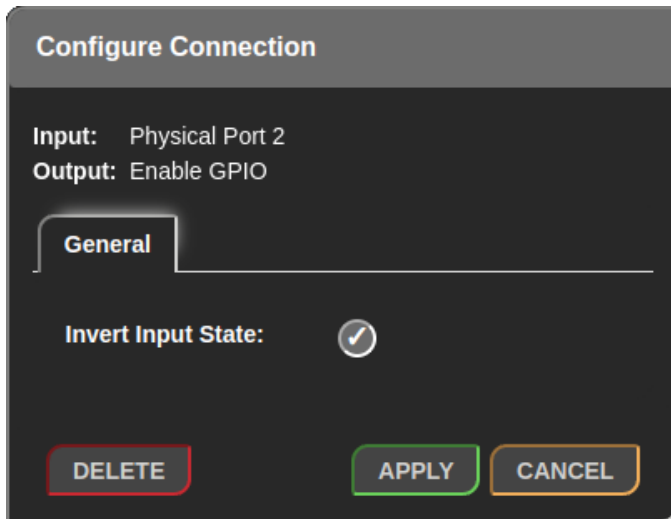 Configure Connection
Input: Physical Port 2
Output: Enable GPIO
General
Invert Input State:
DELETE APPLY CANCEL